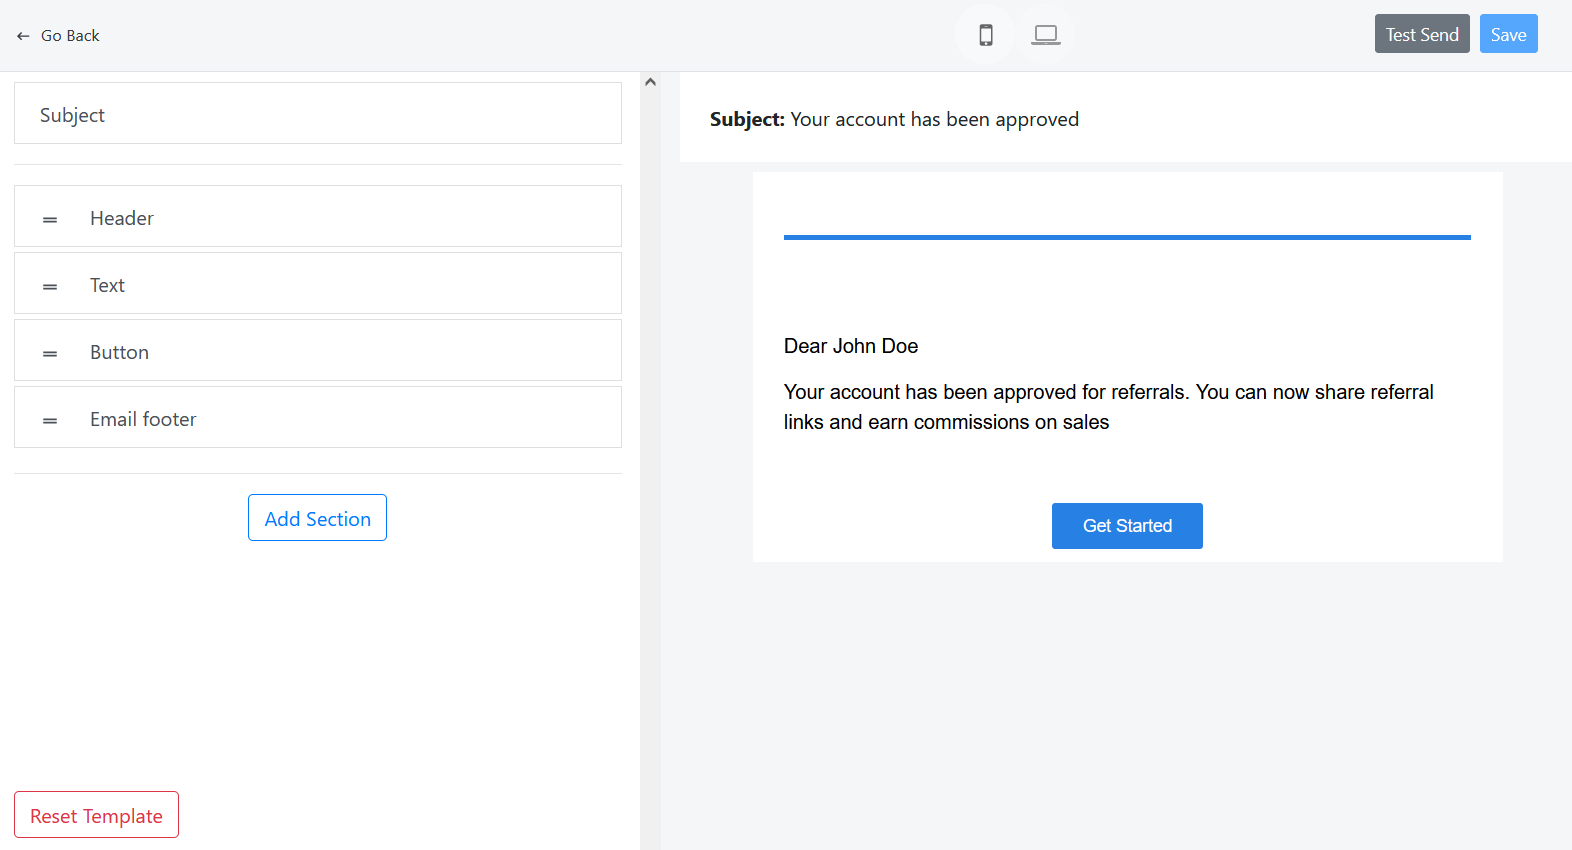 Go Back
Test Send
Save
Subject
Header
Text
Button
Email footer
Add Section
Reset Template
Subject: Your account has been approved
Dear John Doe
Your account has been approved for referrals. You can now share referral
links and earn commissions on sales
Get Started